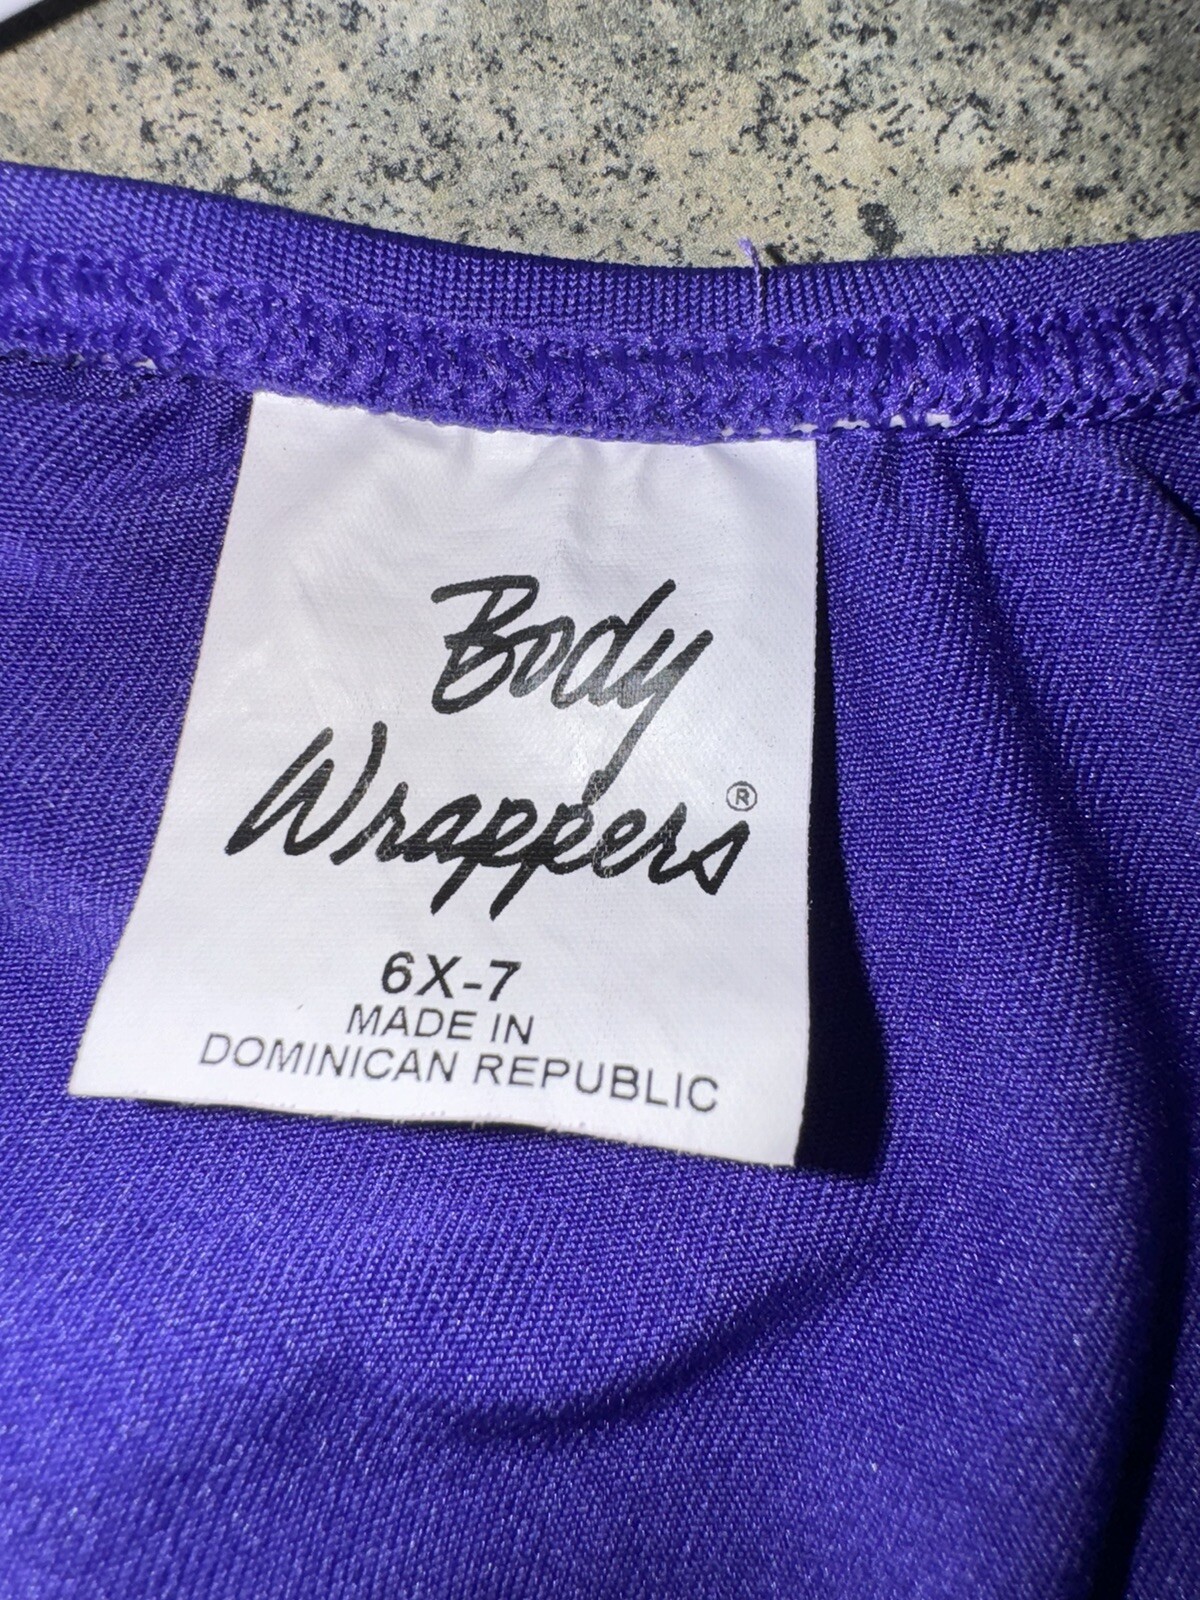 Body
Wrappers®
6X-7
MADE IN
DOMINICAN REPUBLIC